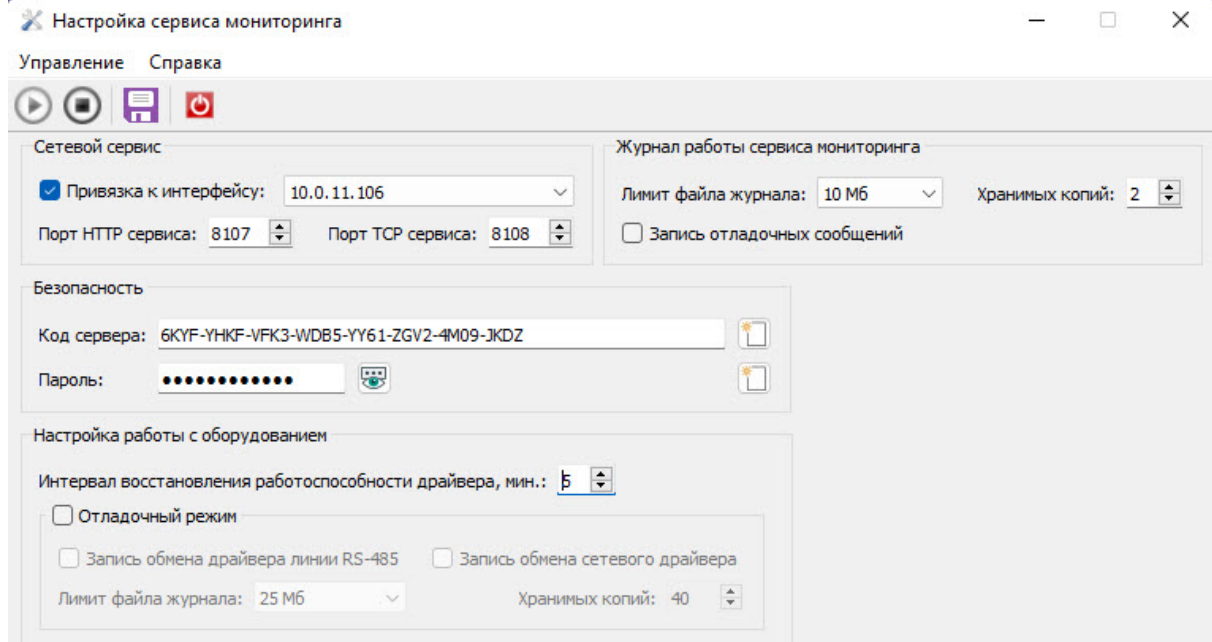 Настройка сервиса мониторинга
Управление Справка
Сетевой сервис
Привязка к интерфейсу: 10.0.11.106
Порт HTTP сервиса: 8107 Порт TCP сервиса: 8108
Журнал работы сервиса мониторинга
Лимит файла журнала: 10 Мб Хранимых копий: 2
Запись отладочных сообщений
Безопасность
Код сервера: 6KYF-YHKF-VFK3-WDB5-YY61-ZGV2-4M09-JKDZ
Пароль: ••••••••••••
Настройка работы с оборудованием
Интервал восстановления работоспособности драйвера, мин.: 5
Отладочный режим
Запись обмена драйвера линии RS-485 Запись обмена сетевого драйвера
Лимит файла журнала: 25 Мб Хранимых копий: 40